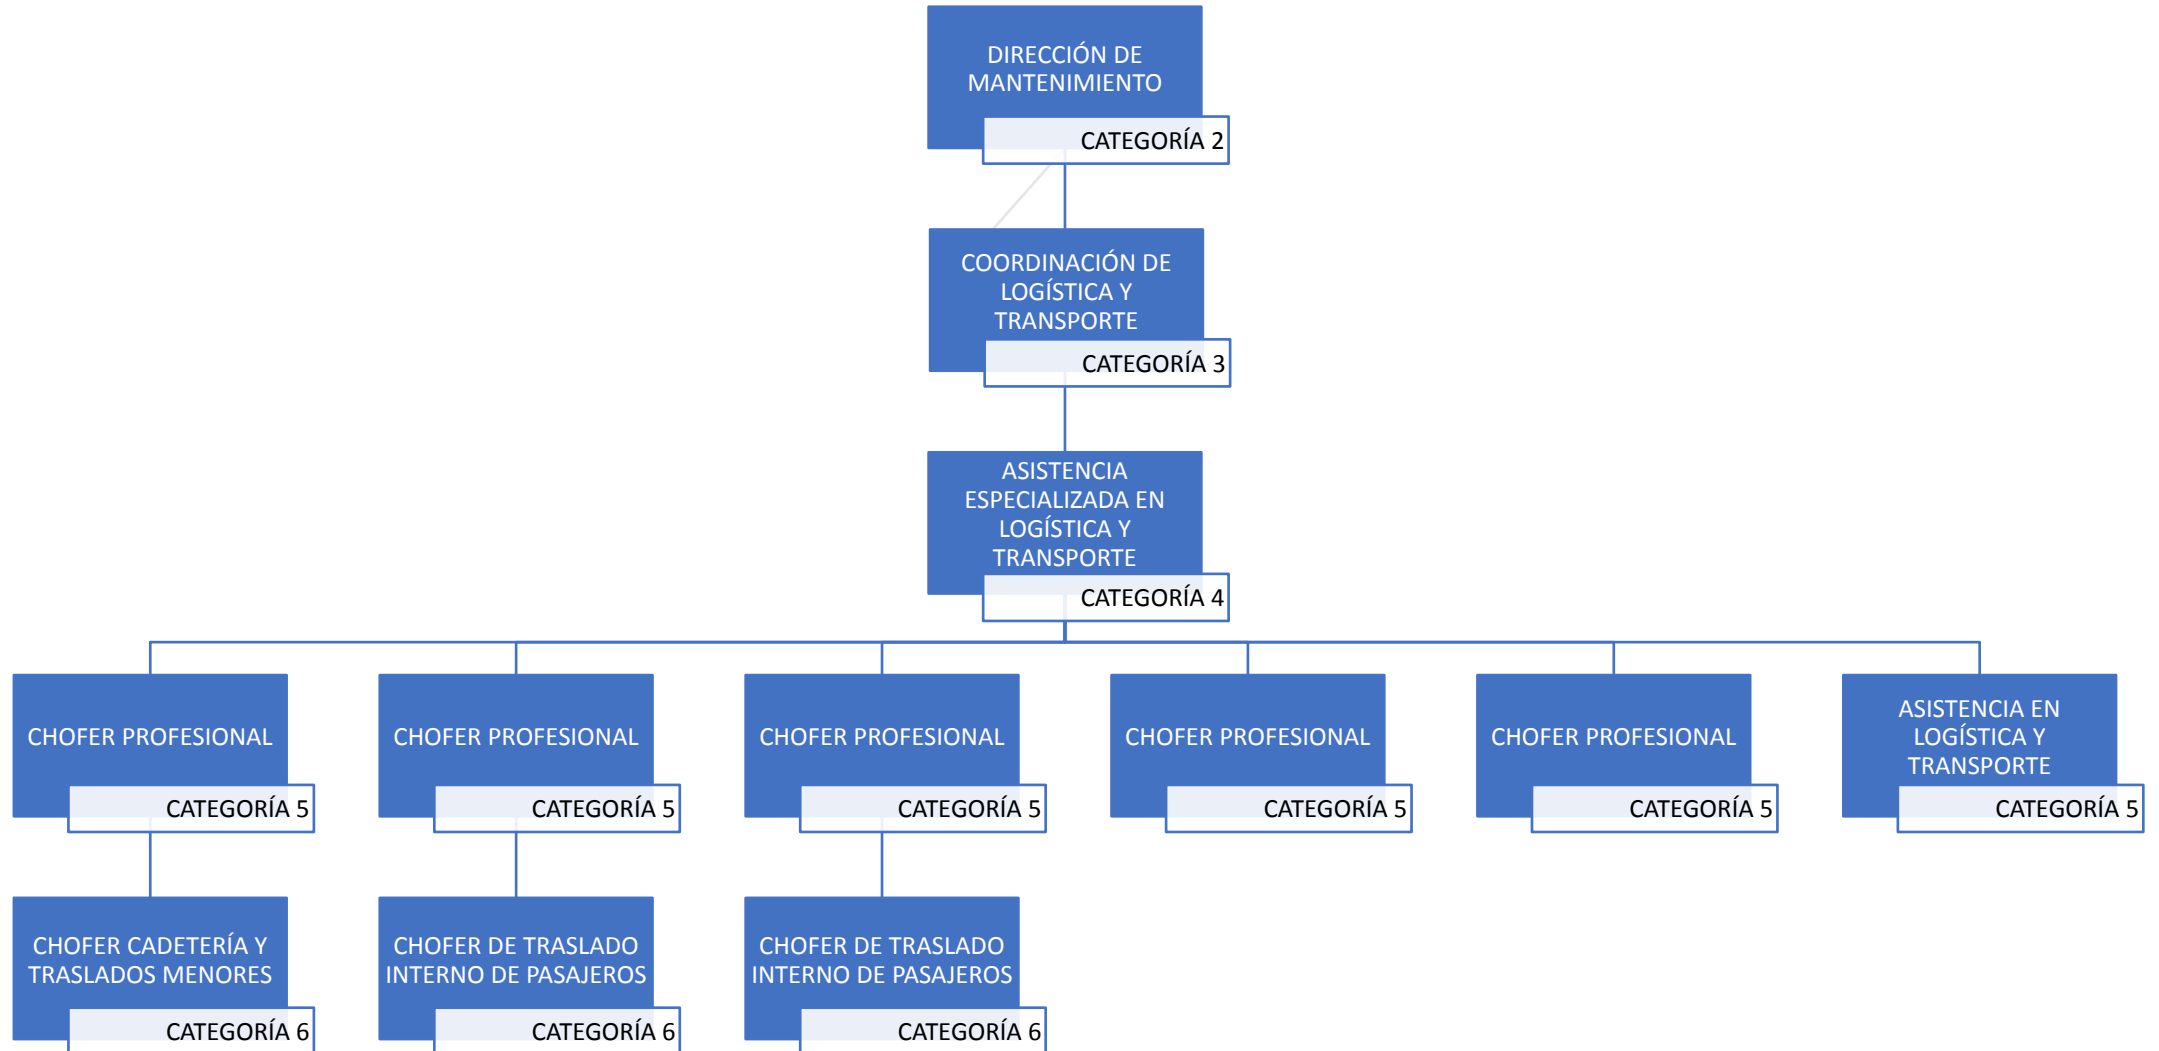 DIRECCIÓN DE
MANTENIMIENTO
CATEGORÍA 2
COORDINACIÓN DE
LOGÍSTICA Y
TRANSPORTE
CATEGORÍA 3
ASISTENCIA
ESPECIALIZADA EN
LOGÍSTICA Y
TRANSPORTE
CATEGORÍA 4
CHOFER PROFESIONAL
CATEGORÍA 5
CHOFER PROFESIONAL
CATEGORÍA 5
CHOFER PROFESIONAL
CATEGORÍA 5
CHOFER PROFESIONAL
CATEGORÍA 5
CHOFER PROFESIONAL
CATEGORÍA 5
ASISTENCIA EN
LOGÍSTICA Y
TRANSPORTE
CATEGORÍA 5
CHOFER CADETERÍA Y
TRASLADOS MENORES
CATEGORÍA 6
CHOFER DE TRASLADO
INTERNO DE PASAJEROS
CATEGORÍA 6
CHOFER DE TRASLADO
INTERNO DE PASAJEROS
CATEGORÍA 6